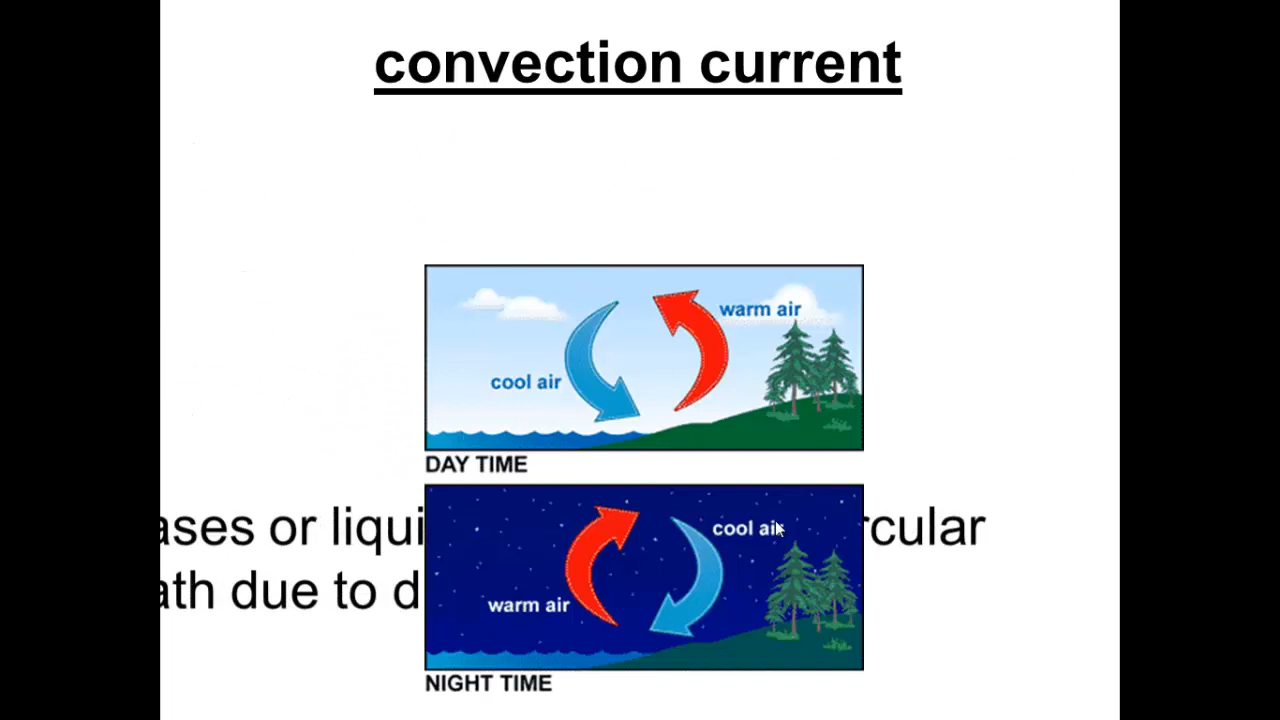 convection current
warm air
cool air
DAY TIME
ases or liqui rcular
cool air
ath due to d
warm air
NIGHT TIME